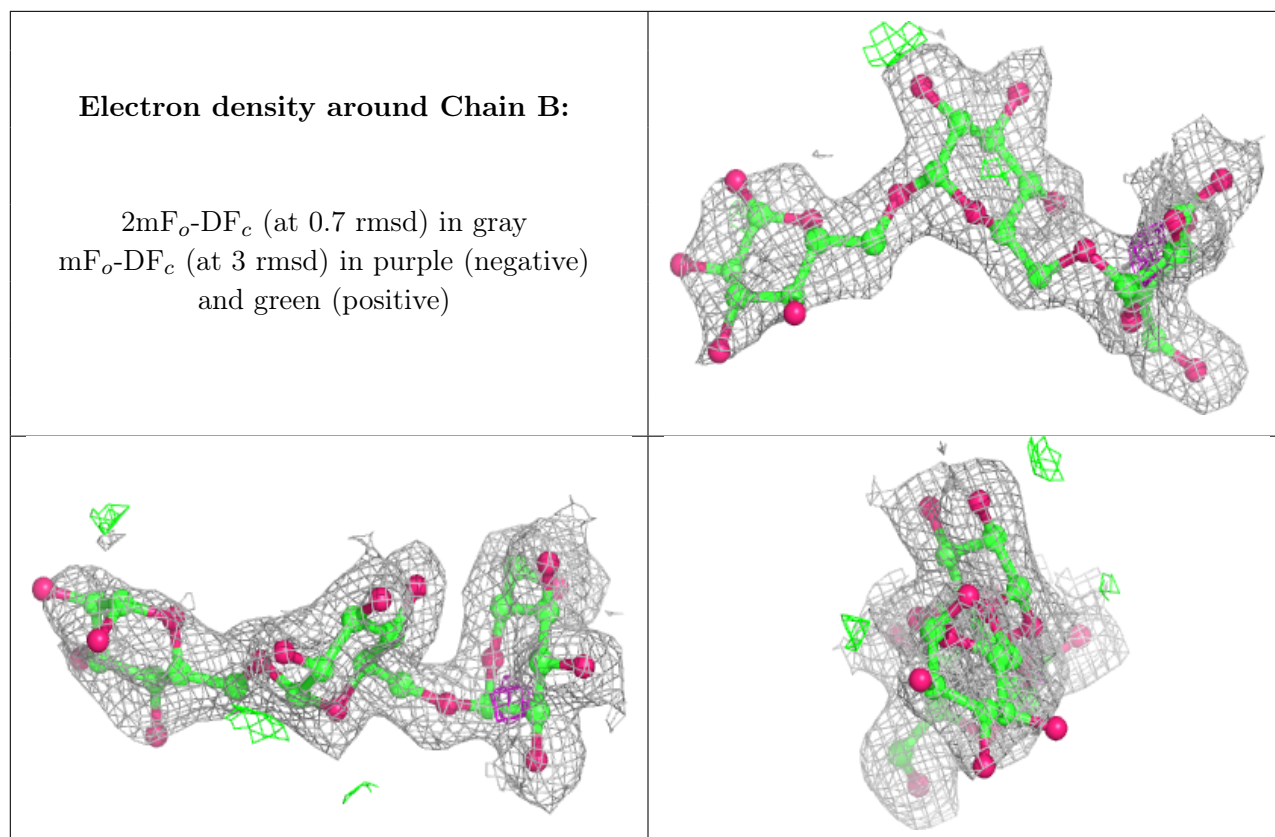 Electron density around Chain B:
2mFₒ-DF𝒸 (at 0.7 rmsd) in gray
mFₒ-DF𝒸 (at 3 rmsd) in purple (negative)
and green (positive)